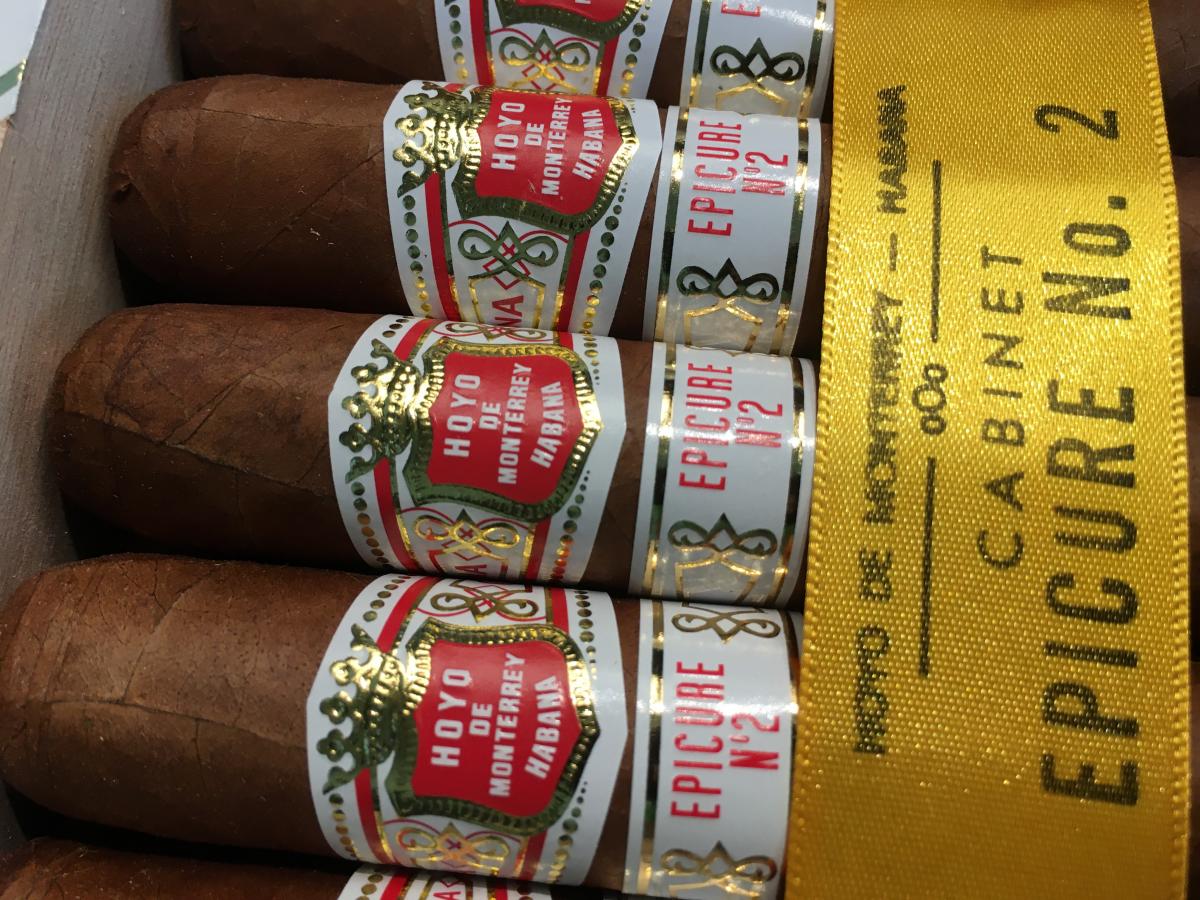 HOYO
DE
MONTERREY
HABANA
EPICURE
Nº2
HOYO
DE
MONTERREY
HABANA
EPICURE
Nº2
NA
HOYO
DE
MONTERREY
HABANA
EPICURE
Nº2
A
HOYO DE MONTERREY — HABANA
CABINET
EPICURE No. 2